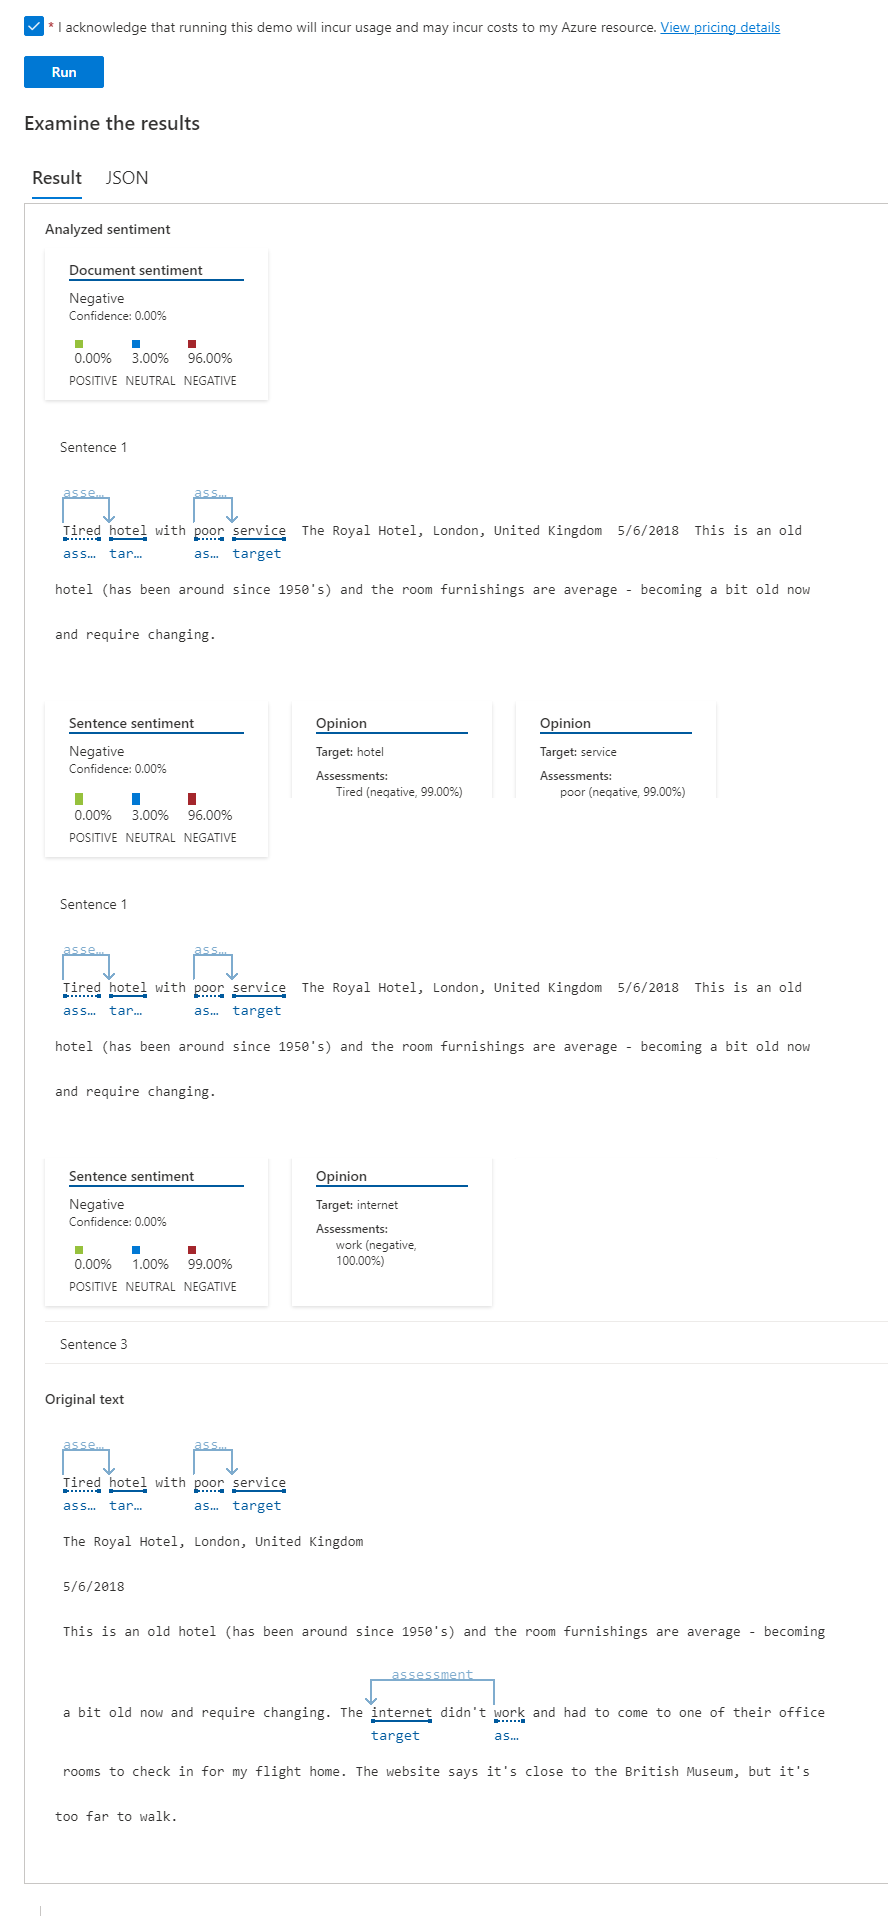 * I acknowledge that running this demo will incur usage and may incur costs to my Azure resource. View pricing details
Run
Examine the results
Result JSON
Analyzed sentiment
Document sentiment
Negative
Confidence: 0.00%
0.00% 3.00% 96.00%
POSITIVE NEUTRAL NEGATIVE
Sentence 1
asse... ass...
Tired hotel with poor service The Royal Hotel, London, United Kingdom 5/6/2018 This is an old
ass... tar... as... target
hotel (has been around since 1950's) and the room furnishings are average - becoming a bit old now
and require changing.
Sentence sentiment
Negative
Confidence: 0.00%
0.00% 3.00% 96.00%
POSITIVE NEUTRAL NEGATIVE
Opinion
Target: hotel
Assessments:
Tired (negative, 99.00%)
Opinion
Target: service
Assessments:
poor (negative, 99.00%)
Sentence 1
asse... ass...
Tired hotel with poor service The Royal Hotel, London, United Kingdom 5/6/2018 This is an old
ass... tar... as... target
hotel (has been around since 1950's) and the room furnishings are average - becoming a bit old now
and require changing.
Sentence sentiment
Negative
Confidence: 0.00%
0.00% 1.00% 99.00%
POSITIVE NEUTRAL NEGATIVE
Opinion
Target: internet
Assessments:
work (negative,
100.00%)
Sentence 3
Original text
asse... ass...
Tired hotel with poor service
ass... tar... as... target
The Royal Hotel, London, United Kingdom
5/6/2018
This is an old hotel (has been around since 1950's) and the room furnishings are average - becoming
assessment
a bit old now and require changing. The internet didn't work and had to come to one of their office
target as...
rooms to check in for my flight home. The website says it's close to the British Museum, but it's
too far to walk.